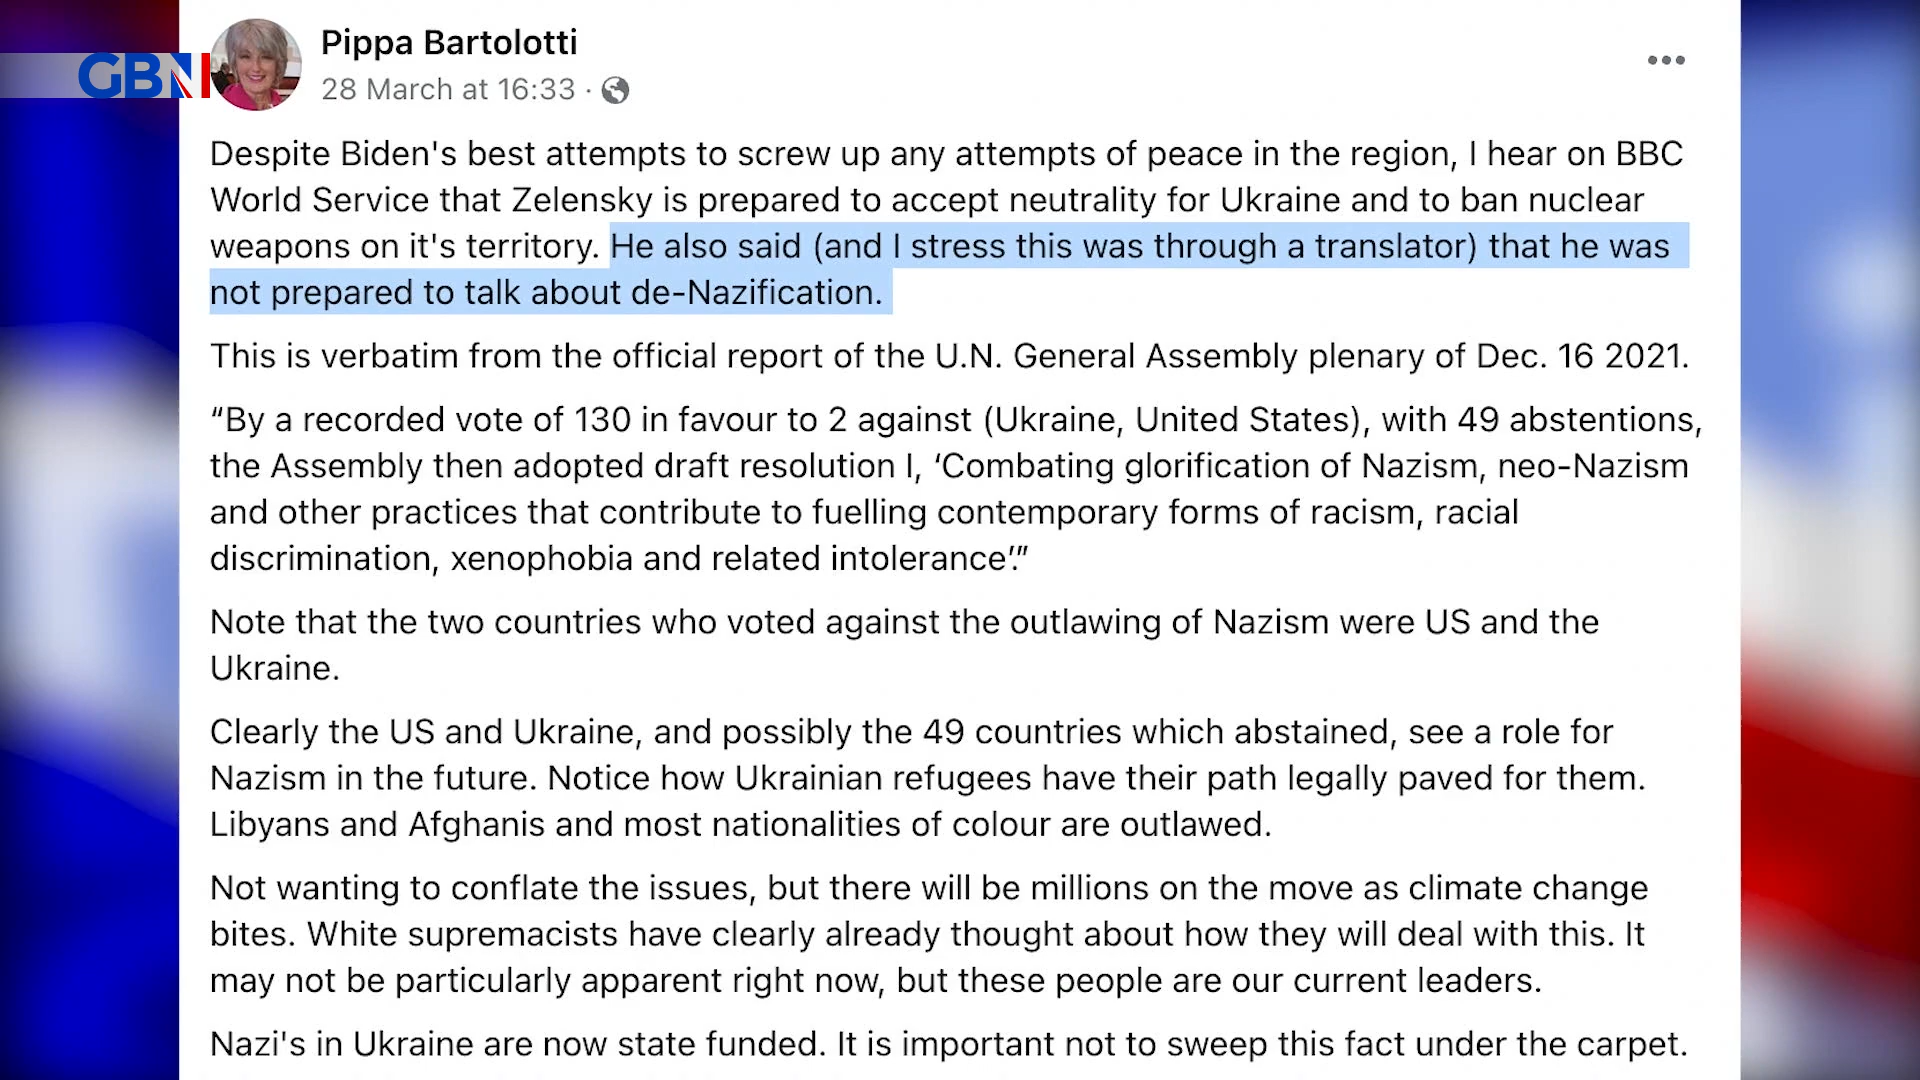 GBN
Pippa Bartolotti
28 March at 16:33 ·
Despite Biden's best attempts to screw up any attempts of peace in the region, I hear on BBC
World Service that Zelensky is prepared to accept neutrality for Ukraine and to ban nuclear
weapons on it's territory. He also said (and I stress this was through a translator) that he was
not prepared to talk about de-Nazification.
This is verbatim from the official report of the U.N. General Assembly plenary of Dec. 16 2021.
“By a recorded vote of 130 in favour to 2 against (Ukraine, United States), with 49 abstentions,
the Assembly then adopted draft resolution I, ‘Combating glorification of Nazism, neo-Nazism
and other practices that contribute to fuelling contemporary forms of racism, racial
discrimination, xenophobia and related intolerance’.”
Note that the two countries who voted against the outlawing of Nazism were US and the
Ukraine.
Clearly the US and Ukraine, and possibly the 49 countries which abstained, see a role for
Nazism in the future. Notice how Ukrainian refugees have their path legally paved for them.
Libyans and Afghanis and most nationalities of colour are outlawed.
Not wanting to conflate the issues, but there will be millions on the move as climate change
bites. White supremacists have clearly already thought about how they will deal with this. It
may not be particularly apparent right now, but these people are our current leaders.
Nazi's in Ukraine are now state funded. It is important not to sweep this fact under the carpet.